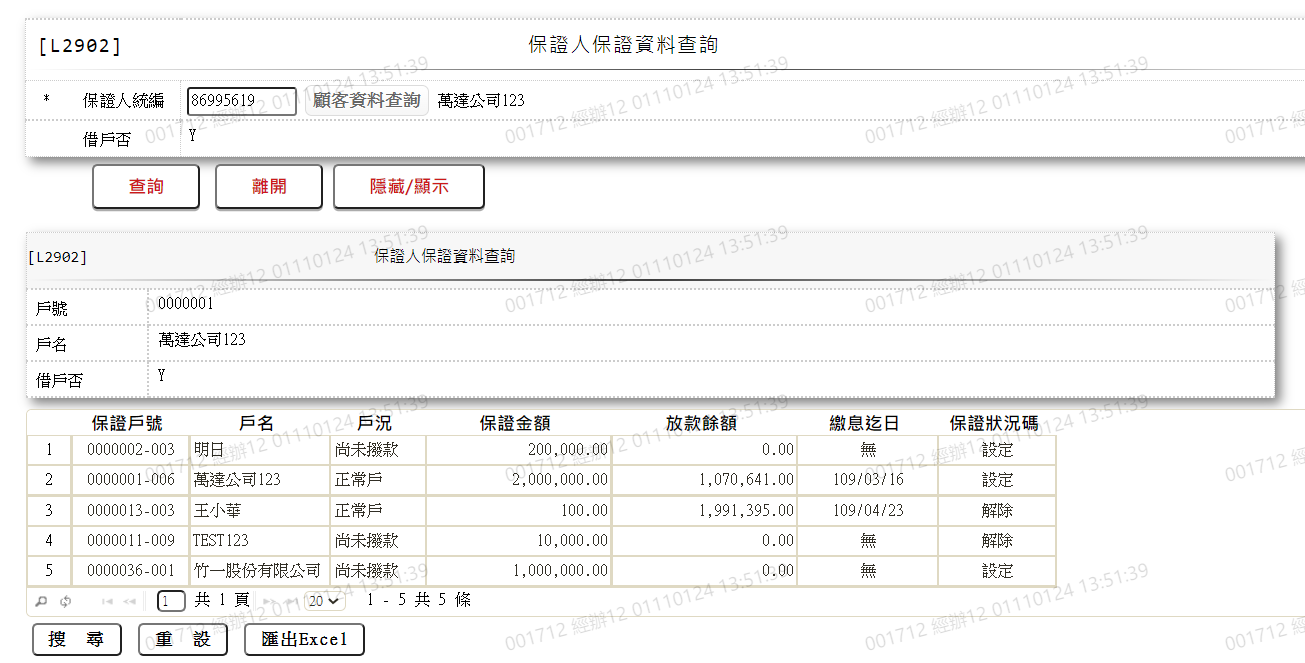 [L2902] 保證人保證資料查詢
* 保證人統編 86995619 顧客資料查詢 萬達公司123
借戶否 Y
查詢 離開 隱藏/顯示
[L2902] 保證人保證資料查詢
戶號 0000001
戶名 萬達公司123
借戶否 Y
保證戶號 戶名 戶況 保證金額 放款餘額 繳息迄日 保證狀況碼
1 0000002-003 明日 尚未撥款 200,000.00 0.00 無 設定
2 0000001-006 萬達公司123 正常戶 2,000,000.00 1,070,641.00 109/03/16 設定
3 0000013-003 王小華 正常戶 100.00 1,991,395.00 109/04/23 解除
4 0000011-009 TEST123 尚未撥款 10,000.00 0.00 無 解除
5 0000036-001 竹一股份有限公司 尚未撥款 1,000,000.00 0.00 無 設定
1 共 1 頁 20 1 - 5 共 5 條
搜 尋 重 設 匯出Excel
001712 經辦12 01110124 13:51:39